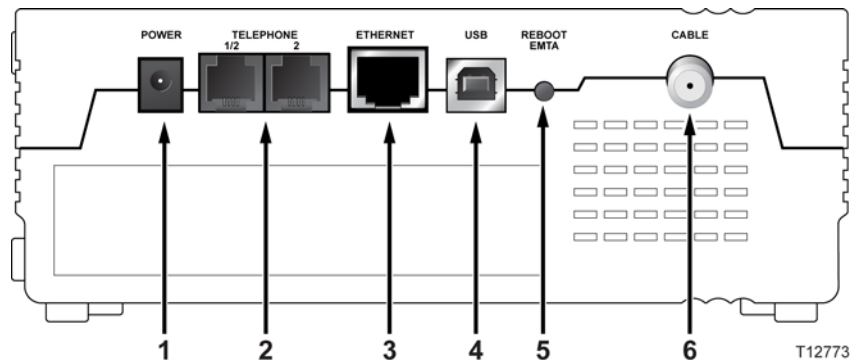 POWER TELEPHONE ETHERNET USB REBOOT CABLE
1/2 2 EMTA
1 2 3 4 5 6
T12773